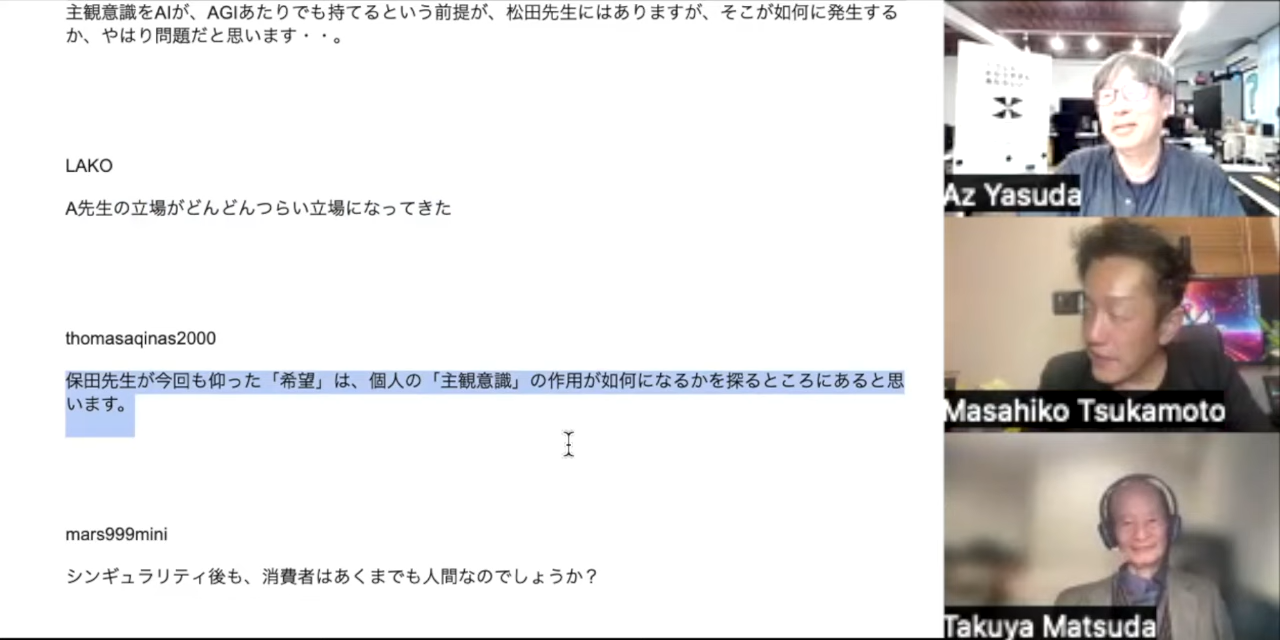 主観意識をAIが、AGIあたりでも持てるという前提が、松田先生にはありますが、そこが如何に発生する
か、やはり問題だと思います・・。
LAKO
A先生の立場がどんどんつらい立場になってきた
thomasaqinas2000
保田先生が今回も仰った「希望」は、個人の「主観意識」の作用が如何になるかを探るところにあると思
います。
mars999mini
シンギュラリティ後も、消費者はあくまでも人間なのでしょうか？
Az Yasuda
Masahiko Tsukamoto
Takuya Matsuda